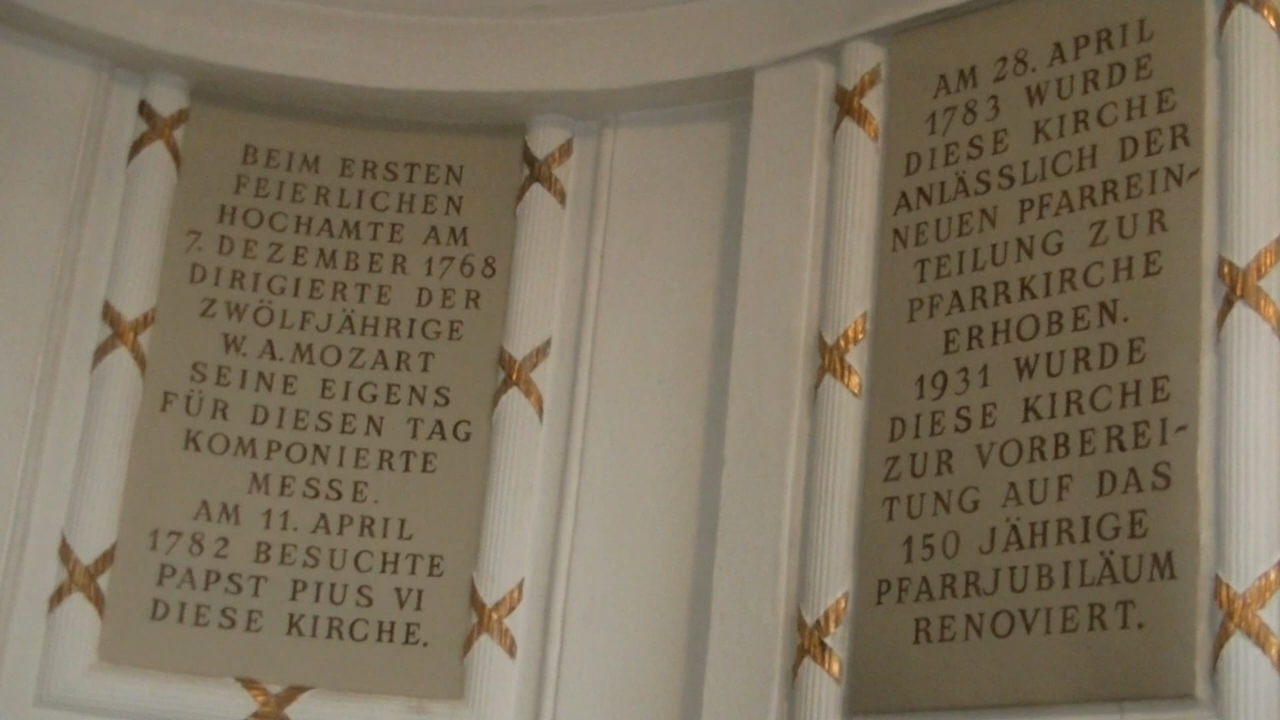 BEIM ERSTEN
FEIERLICHEN
HOCHAMTE AM
7. DEZEMBER 1768
DIRIGIERTE DER
ZWÖLFJÄHRIGE
W. A. MOZART
SEINE EIGENS
FÜR DIESEN TAG
KOMPONIERTE
MESSE.
AM 11. APRIL
1782 BESUCHTE
PAPST PIUS VI
DIESE KIRCHE.
AM 28. APRIL
1783 WURDE
DIESE KIRCHE
ANLÄSSLICH DER
NEUEN PFARREIN-
TEILUNG ZUR
PFARRKIRCHE
ERHOBEN.
1931 WURDE
DIESE KIRCHE
ZUR VORBEREI-
TUNG AUF DAS
150 JÄHRIGE
PFARRJUBILÄUM
RENOVIERT.